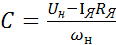 C = (Uн − IЯRЯ) / ωн